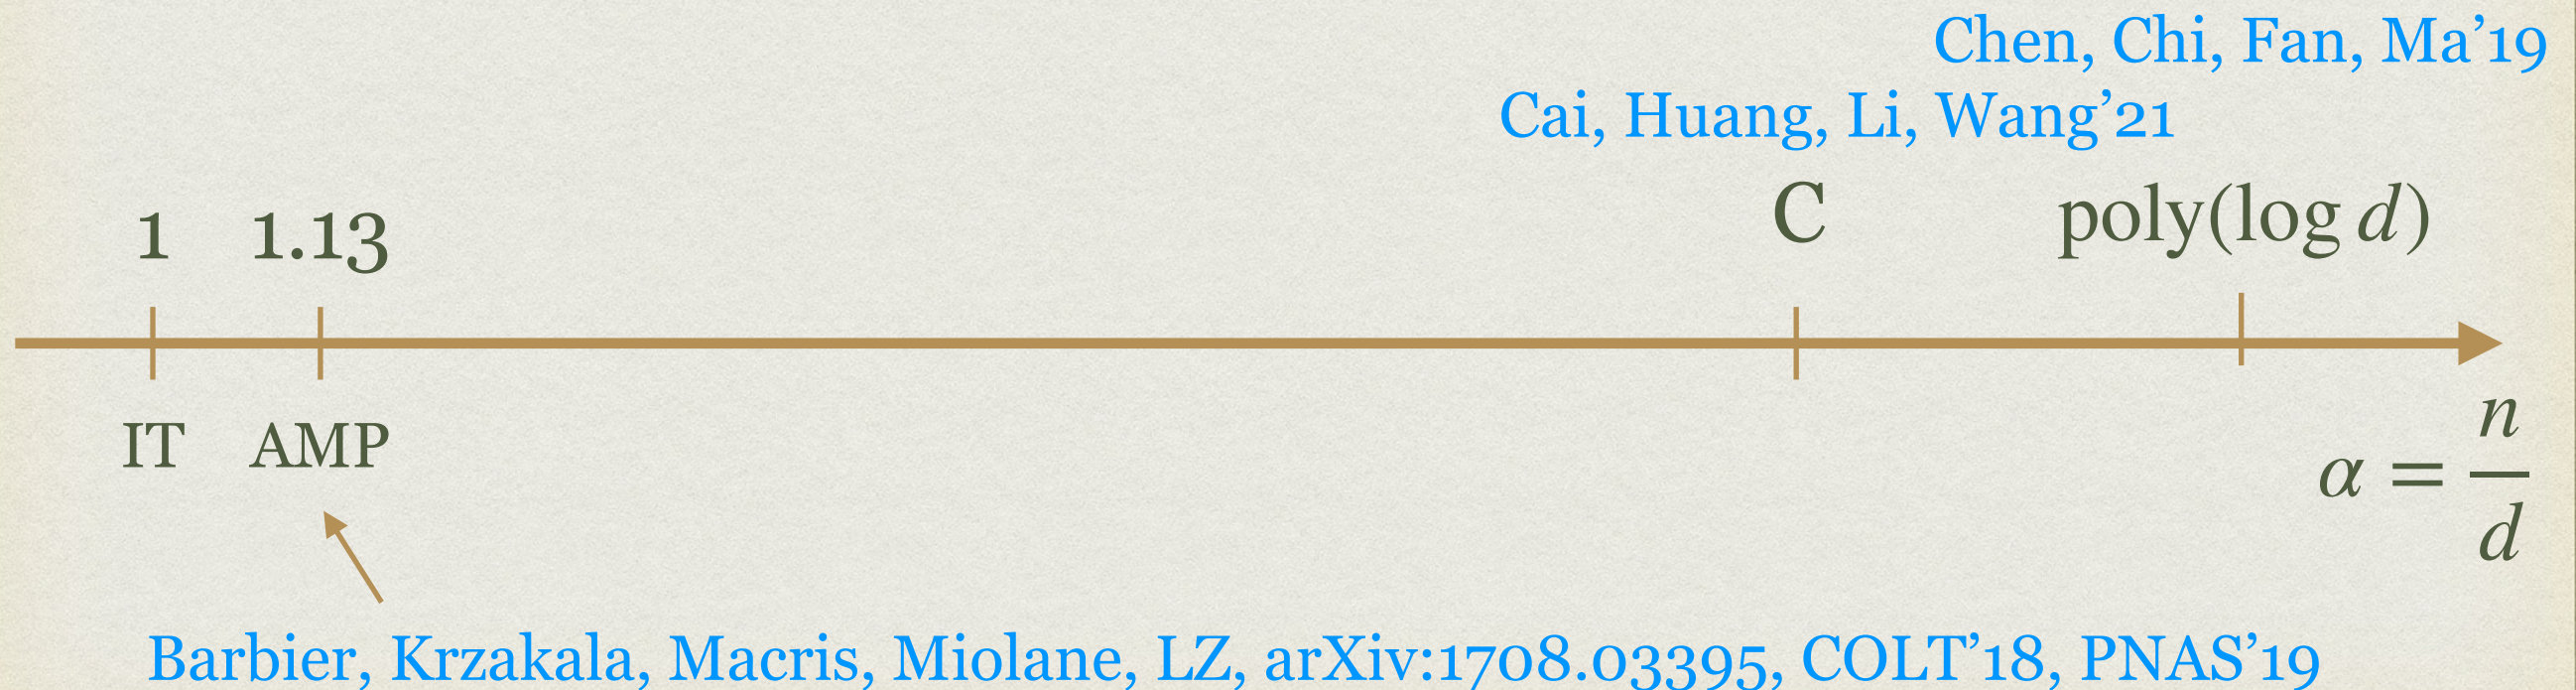 Chen, Chi, Fan, Ma’19
Cai, Huang, Li, Wang’21
1 1.13 C poly(log d)
IT AMP
α = n/d
Barbier, Krzakala, Macris, Miolane, LZ, arXiv:1708.03395, COLT’18, PNAS’19